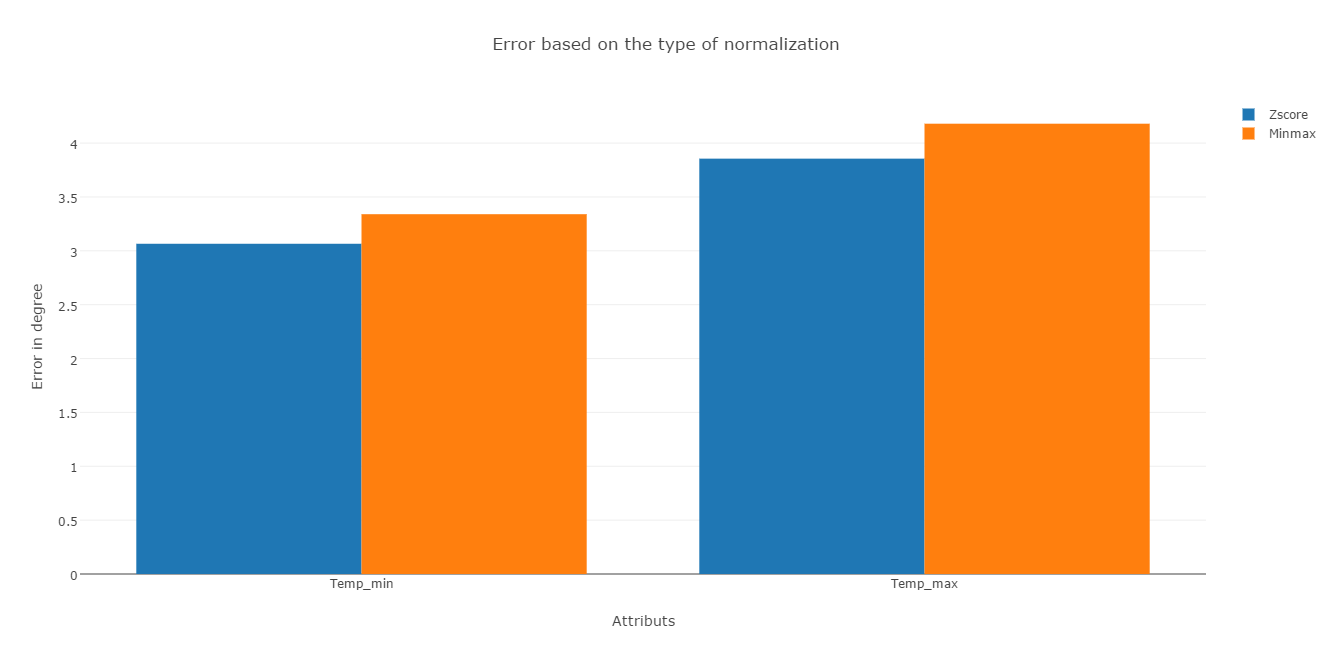 Error based on the type of normalization
Zscore
Minmax
4
3.5
3
2.5
2
1.5
1
0.5
0
Error in degree
Temp_min
Temp_max
Attributs